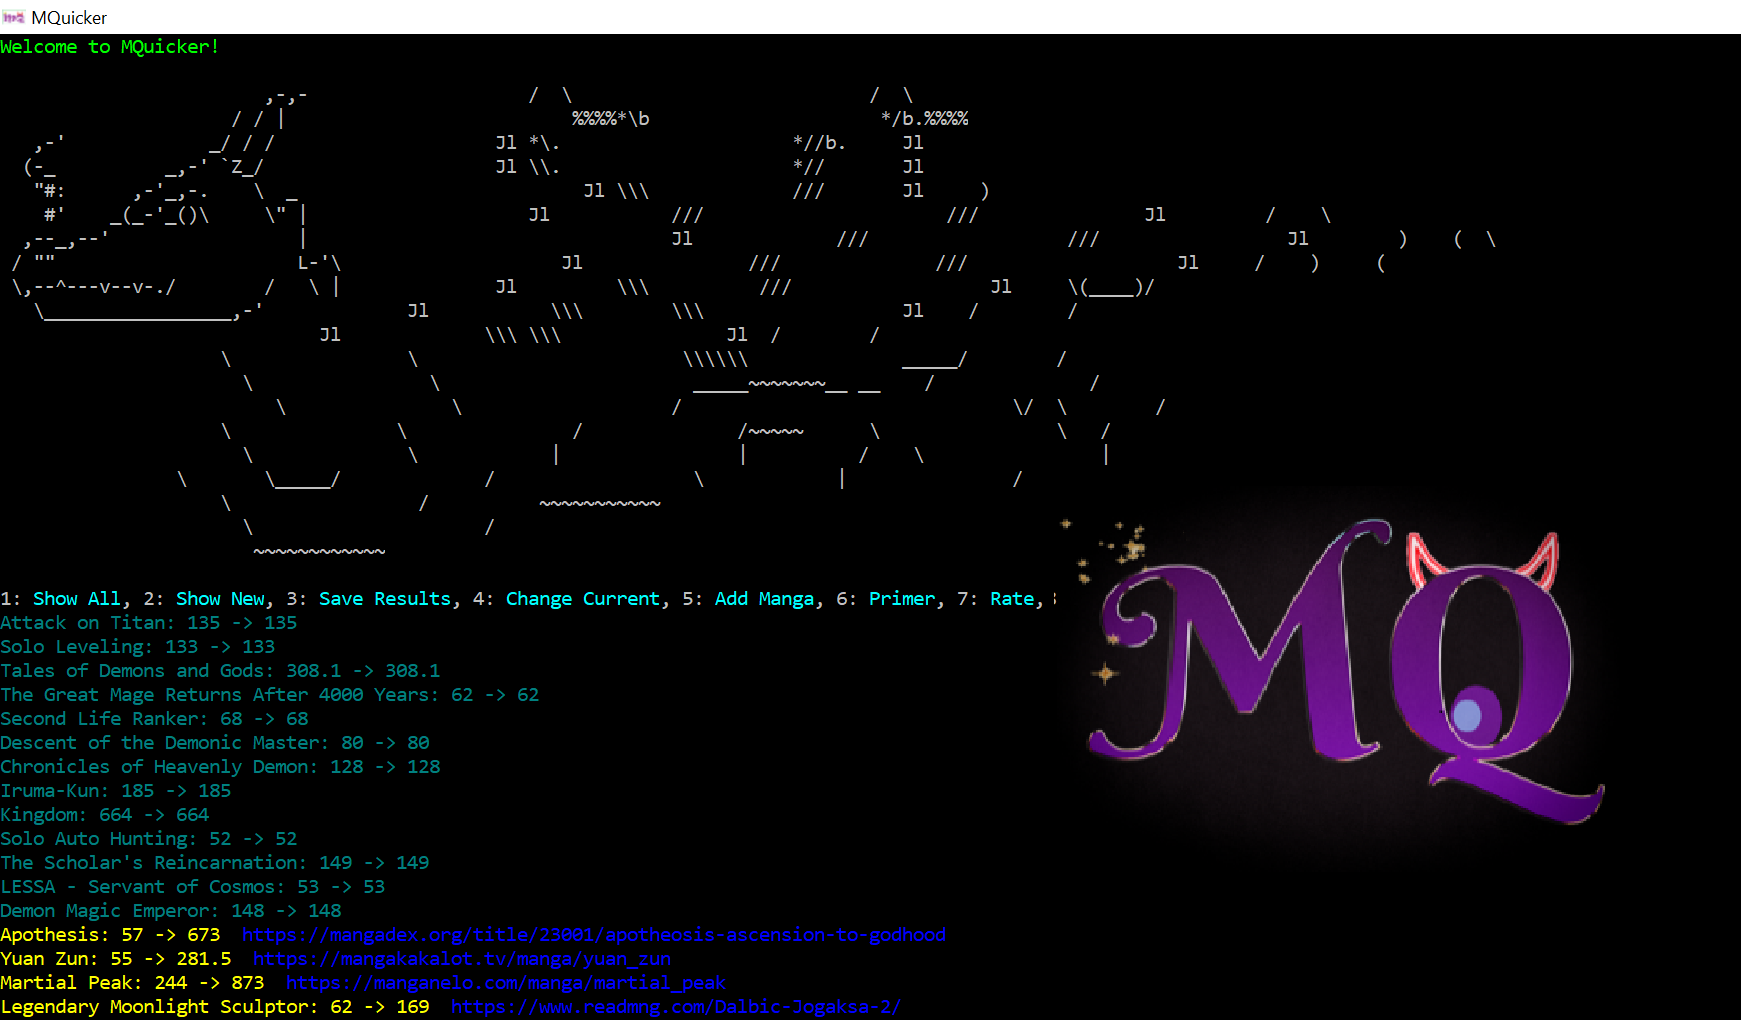 MQuicker
Welcome to MQuicker!
1: Show All, 2: Show New, 3: Save Results, 4: Change Current, 5: Add Manga, 6: Primer, 7: Rate,
Attack on Titan: 135 -> 135
Solo Leveling: 133 -> 133
Tales of Demons and Gods: 308.1 -> 308.1
The Great Mage Returns After 4000 Years: 62 -> 62
Second Life Ranker: 68 -> 68
Descent of the Demonic Master: 80 -> 80
Chronicles of Heavenly Demon: 128 -> 128
Iruma-Kun: 185 -> 185
Kingdom: 664 -> 664
Solo Auto Hunting: 52 -> 52
The Scholar's Reincarnation: 149 -> 149
LESSA - Servant of Cosmos: 53 -> 53
Demon Magic Emperor: 148 -> 148
Apothesis: 57 -> 673  https://mangadex.org/title/23001/apotheosis-ascension-to-godhood
Yuan Zun: 55 -> 281.5  https://mangakakalot.tv/manga/yuan_zun
Martial Peak: 244 -> 873  https://manganelo.com/manga/martial_peak
Legendary Moonlight Sculptor: 62 -> 169  https://www.readmng.com/Dalbic-Jogaksa-2/
MQ